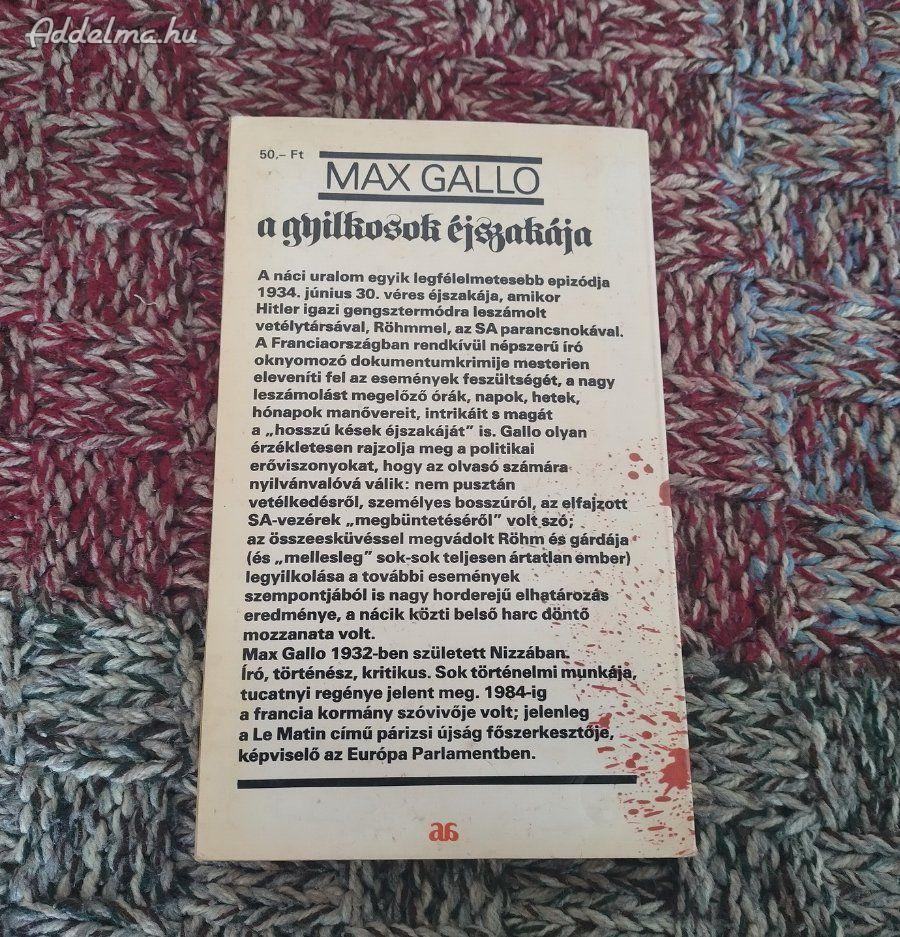 Addelma.hu
50,- Ft
MAX GALLO
a gyilkosok éjszakája
A náci uralom egyik legfélelmetesebb epizódja
1934. június 30. véres éjszakája, amikor
Hitler igazi gengsztermódra leszámolt
vetélytársával, Röhmmel, az SA parancsnokával.
A Franciaországban rendkívül népszerű író
oknyomozó dokumentumkrimije mesterien
eleveníti fel az események feszültségét, a nagy
leszámolást megelőző órák, napok, hetek,
hónapok manővereit, intrikáit s magát
a „hosszú kések éjszakáját” is. Gallo olyan
érzékletesen rajzolja meg a politikai
erőviszonyokat, hogy az olvasó számára
nyilvánvalóvá válik: nem pusztán
vetélkedésről, személyes bosszúról, az elfajzott
SA-vezérek „megbüntetéséről” volt szó;
az összeesküvéssel megvádolt Röhm és gárdája
(és „mellesleg” sok-sok teljesen ártatlan ember)
legyilkolása a további események
szempontjából is nagy horderejű elhatározás
eredménye, a nácik közti belső harc döntő
mozzanata volt.
Max Gallo 1932-ben született Nizzában.
Író, történész, kritikus. Sok történelmi munkája,
tucatnyi regénye jelent meg. 1984-ig
a francia kormány szóvivője volt; jelenleg
a Le Matin című párizsi újság főszerkesztője,
képviselő az Európa Parlamentben.